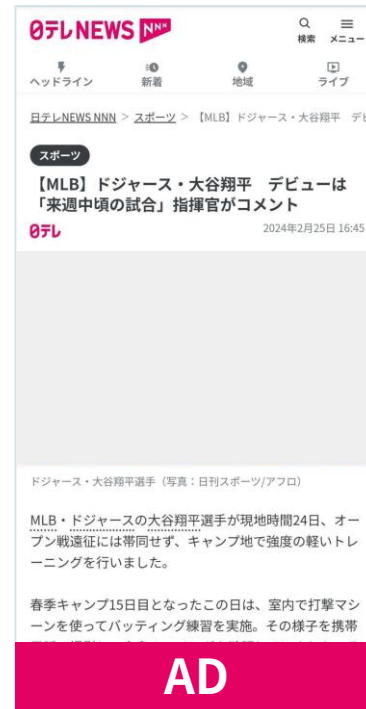 日テレNEWS NNN
検索
メニュー
ヘッドライン
新着
地域
ライブ
日テレNEWS NNN > スポーツ > 【MLB】ドジャース・大谷翔平 デビ
スポーツ
【MLB】ドジャース・大谷翔平　デビューは
「来週中頃の試合」指揮官がコメント
日テレ
2024年2月25日 16:45
ドジャース・大谷翔平選手（写真：日刊スポーツ/アフロ）
MLB・ドジャースの大谷翔平選手が現地時間24日、オー
プン戦遠征には帯同せず、キャンプ地で強度の軽いトレ
ーニングを行いました。
春季キャンプ15日目となったこの日は、室内で打撃マシ
ーンを使ってバッティング練習を実施。その様子を携帯
AD